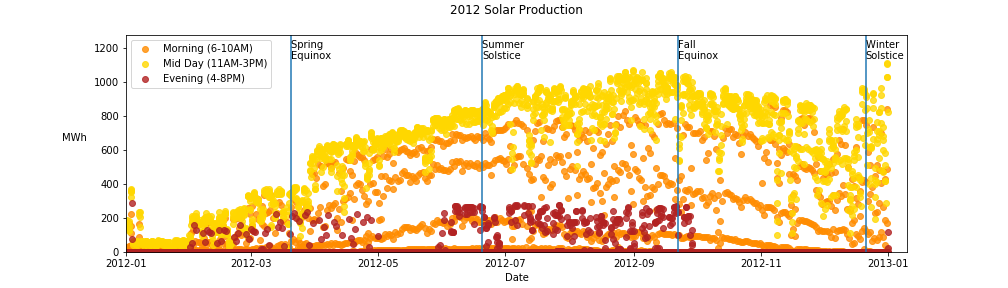 2012 Solar Production
Morning (6-10AM)
Mid Day (11AM-3PM)
Evening (4-8PM)
Spring
Equinox
Summer
Solstice
Fall
Equinox
Winter
Solstice
1200
1000
800
600
400
200
0
MWh
2012-01
2012-03
2012-05
2012-07
2012-09
2012-11
2013-01
Date